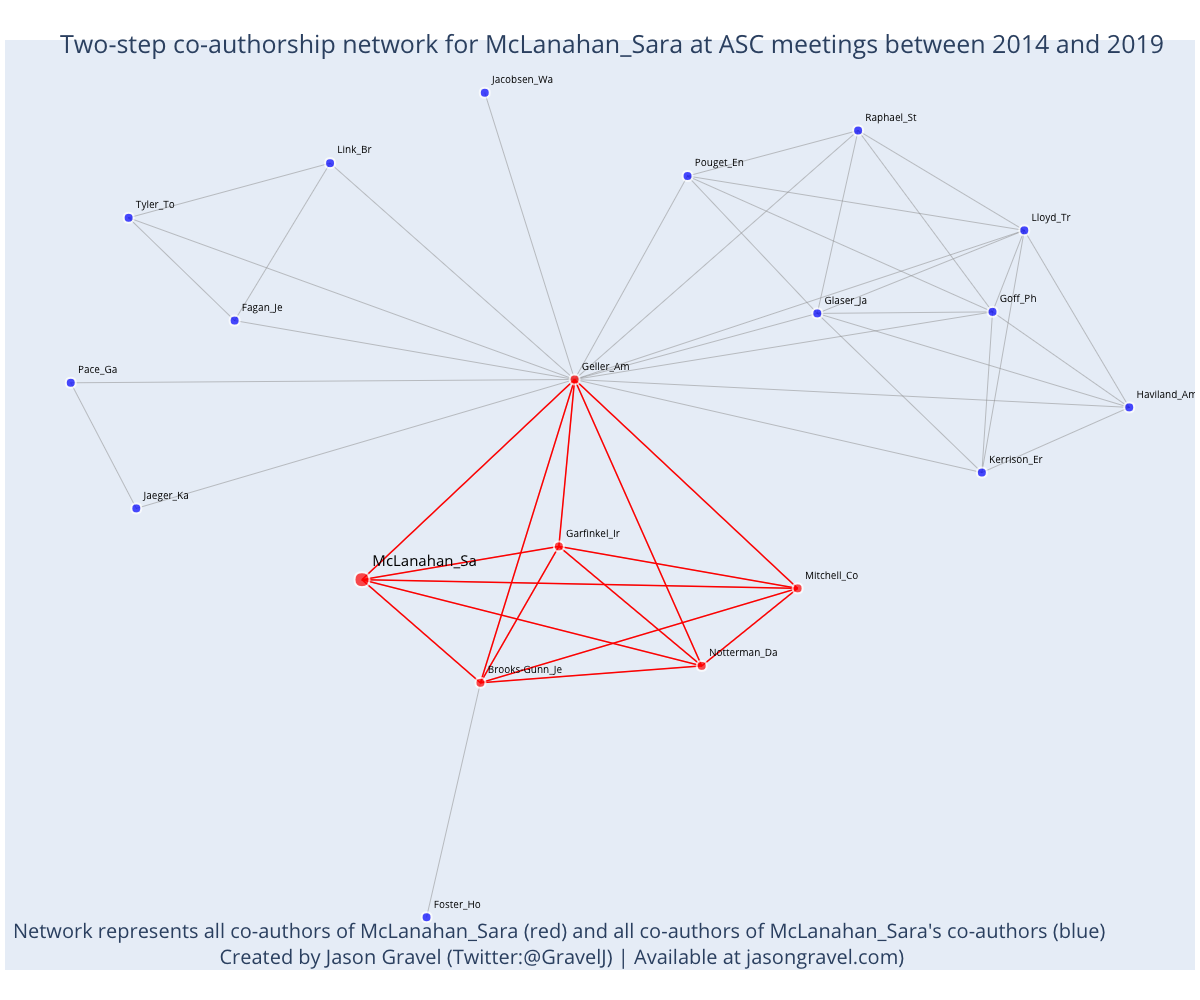 Two-step co-authorship network for McLanahan_Sara at ASC meetings between 2014 and 2019
Jacobsen_Wa
Raphael_St
Link_Br
Pouget_En
Tyler_To
Lloyd_Tr
Fagan_Je
Glaser_Ja
Goff_Ph
Pace_Ga
Geller_Am
Haviland_Am
Kerrison_Er
Jaeger_Ka
Garfinkel_Ir
McLanahan_Sa
Mitchell_Co
Notterman_Da
Brooks-Gunn_Je
Foster_Ho
Network represents all co-authors of McLanahan_Sara (red) and all co-authors of McLanahan_Sara's co-authors (blue)
Created by Jason Gravel (Twitter:@GravelJ) | Available at jasongravel.com)